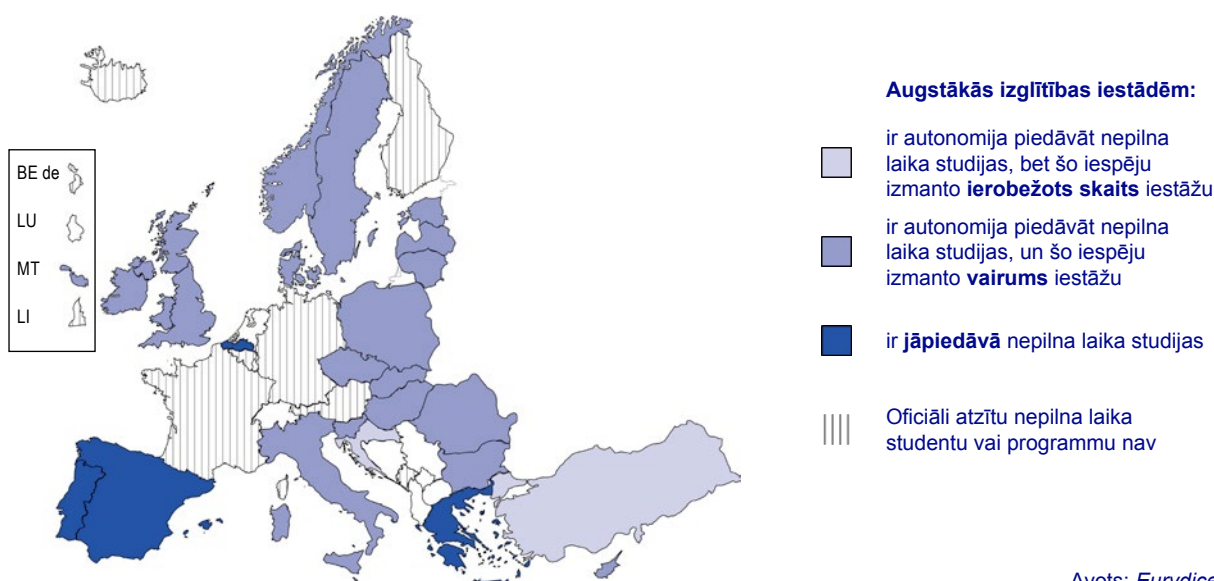 BE de
LU
MT
LI
Augstākās izglītības iestādēm:
ir autonomija piedāvāt nepilna
laika studijas, bet šo iespēju
izmanto ierobežots skaits iestāžu
ir autonomija piedāvāt nepilna
laika studijas, un šo iespēju
izmanto vairums iestāžu
ir jāpiedāvā nepilna laika studijas
Oficiāli atzītu nepilna laika
studentu vai programmu nav
Avots: Eurydice